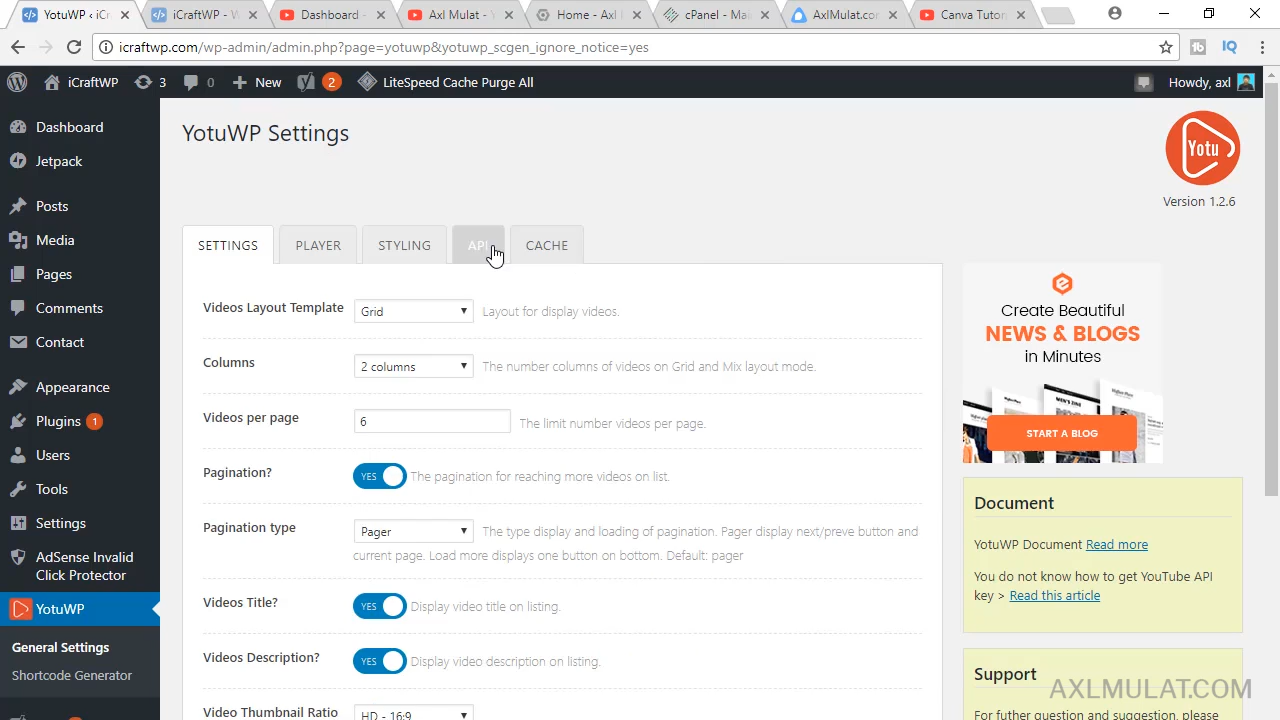 YotuWP ‹ iCr
iCraftWP - W
Dashboard -
Axl Mulat - Y
Home – Axl
cPanel - Mai
AxlMulat.co
Canva Tutor
icraftwp.com/wp-admin/admin.php?page=yotuwp&yotuwp_scgen_ignore_notice=yes
iCraftWP
3
0
New
2
LiteSpeed Cache Purge All
Howdy, axl
Dashboard
Jetpack
Posts
Media
Pages
Comments
Contact
Appearance
Plugins 1
Users
Tools
Settings
AdSense Invalid
Click Protector
YotuWP
General Settings
Shortcode Generator
YotuWP Settings
Yotu
Version 1.2.6
SETTINGS
PLAYER
STYLING
API
CACHE
Videos Layout Template
Grid
Layout for display videos.
Columns
2 columns
The number columns of videos on Grid and Mix layout mode.
Videos per page
6
The limit number videos per page.
Pagination?
YES
The pagination for reaching more videos on list.
Pagination type
Pager
The type display and loading of pagination. Pager display next/preve button and
current page. Load more displays one button on bottom. Default: pager
Videos Title?
YES
Display video title on listing.
Videos Description?
YES
Display video description on listing.
Video Thumbnail Ratio
HD - 16:9
Create Beautiful
NEWS & BLOGS
in Minutes
START A BLOG
Document
YotuWP Document Read more
You do not know how to get YouTube API
key > Read this article
Support
For futher question and suggestion, please
AXLMULAT.COM